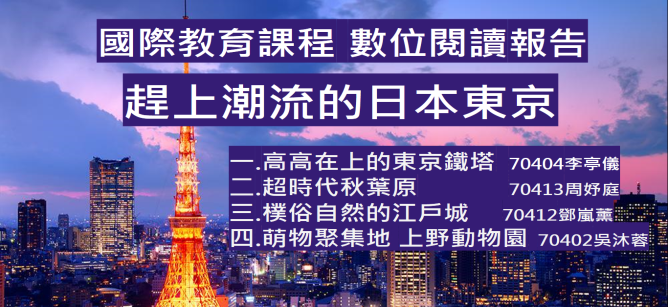 國際教育課程 數位閱讀報告
趕上潮流的日本東京
一.高高在上的東京鐵塔 70404李亭儀
二.超時代秋葉原 70413周妤庭
三.樸俗自然的江戶城 70412鄧嵐薰
四.萌物聚集地 上野動物園 70402吳沐蓉